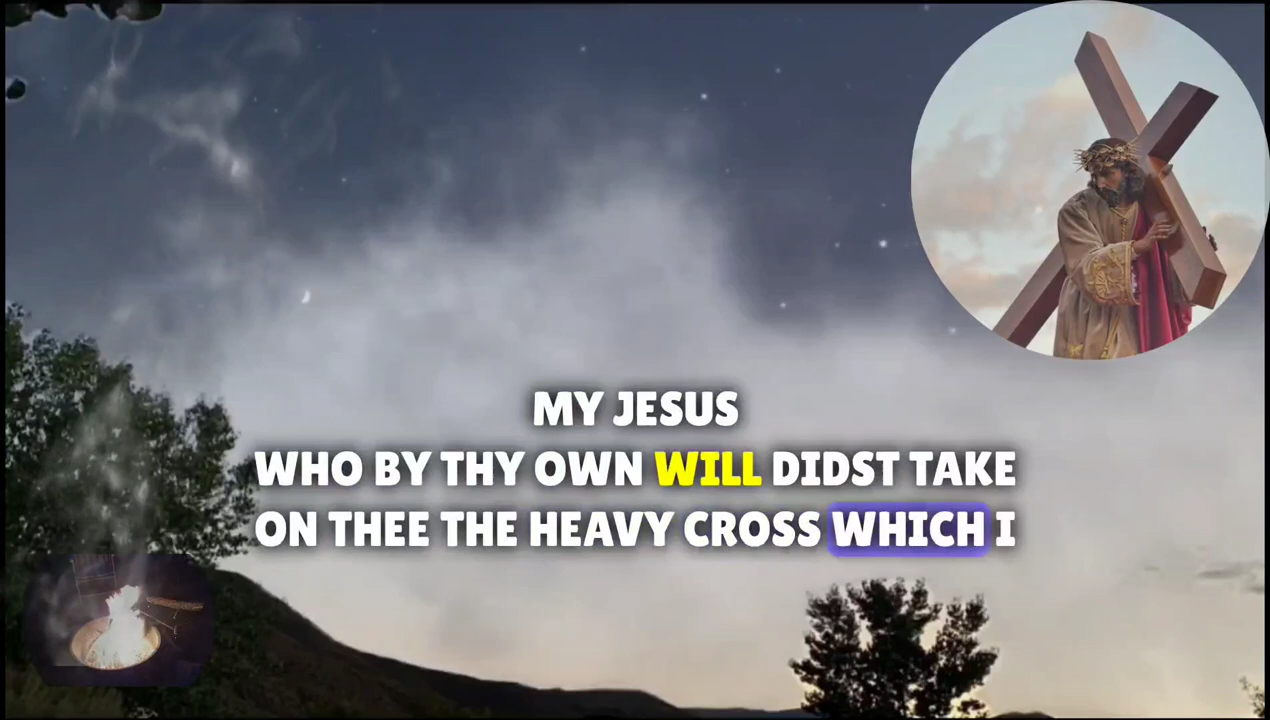 MY JESUS
WHO BY THY OWN WILL DIDST TAKE
ON THEE THE HEAVY CROSS WHICH I